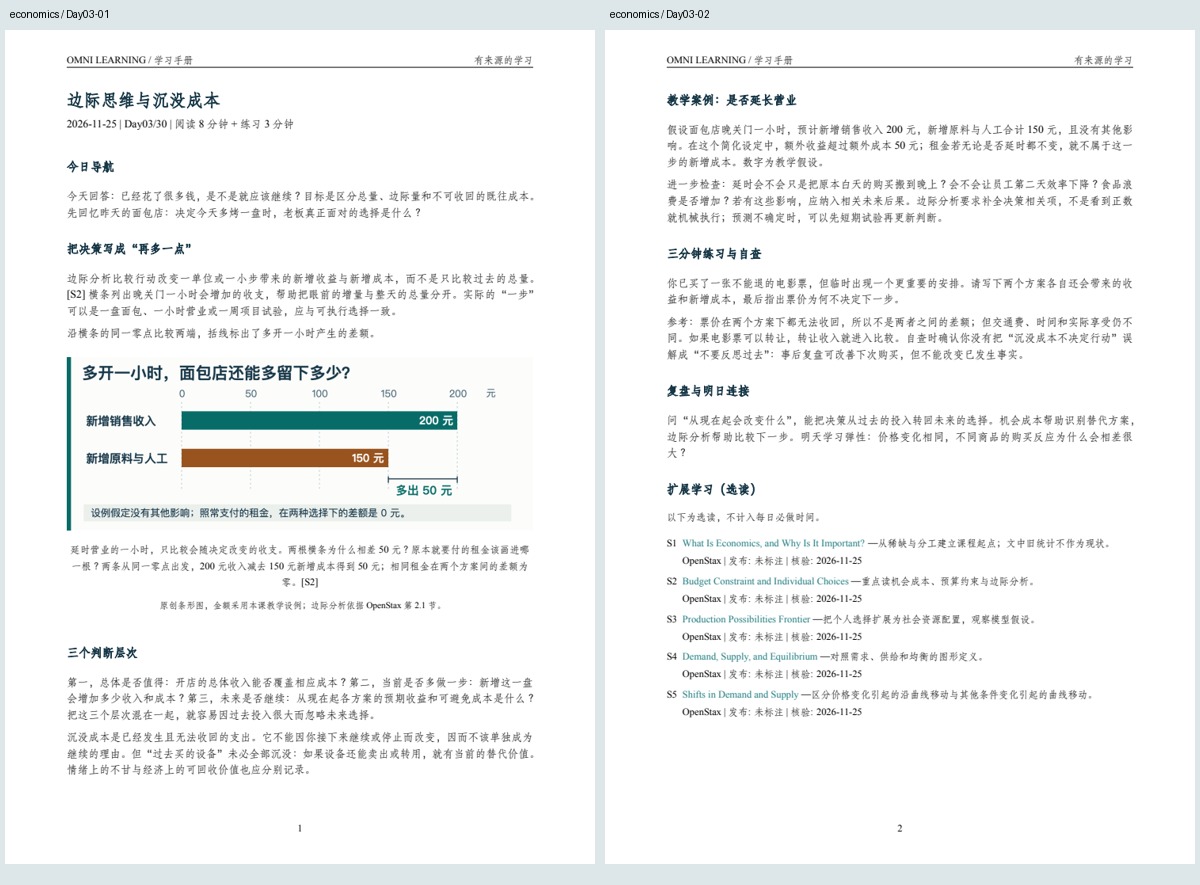 economics / Day03-01
OMNI LEARNING / 学习手册
有来源的学习
边际思维与沉没成本
2026-11-25 | Day03/30 | 阅读 8 分钟 + 练习 3 分钟
今日导航
今天回答：已经花了很多钱，是不是就应该继续？目标是区分总量、边际量和不可收回的既往成本。
先回忆昨天的面包店：决定今天多烤一盘时，老板真正面对的选择是什么？
把决策写成“再多一点”
边际分析比较行动改变一单位或一小步带来的新增收益与新增成本，而不是只比较过去的总量。
[S2] 横条列出晚关门一小时会增加的收支，帮助把眼前的增量与整天的总量分开。实际的“一步”
可以是一盘面包、一小时营业或一周项目试验，应与可执行选择一致。
沿横条的同一零点比较两端，括线标出了多开一小时产生的差额。
多开一小时，面包店还能多留下多少？
0 50 100 150 200 元
新增销售收入 200 元
新增原料与人工 150 元
多出 50 元
设例假定没有其他影响；照常支付的租金，在两种选择下的差额是 0 元。
延时营业的一小时，只比较会随决定改变的收支。两根横条为什么相差 50 元？原本就要付的租金该画进哪
一根？两条从同一零点出发，200 元收入减去 150 元新增成本得到 50 元；相同租金在两个方案间的差额为
零。[S2]
原创条形图，金额采用本课教学设例；边际分析依据 OpenStax 第 2.1 节。
三个判断层次
第一，总体是否值得：开店的总体收入能否覆盖相应成本？第二，当前是否多做一步：新增这一盘
会增加多少收入和成本？第三，未来是否继续：从现在起各方案的预期收益和可避免成本是什么？
把这三个层次混在一起，就容易因过去投入很大而忽略未来选择。
沉没成本是已经发生且无法收回的支出。它不能因你接下来继续或停止而改变，因而不该单独成为
继续的理由。但“过去买的设备”未必全部沉没：如果设备还能卖出或转用，就有当前的替代价值。
情绪上的不甘与经济上的可回收价值也应分别记录。
1
economics / Day03-02
OMNI LEARNING / 学习手册
有来源的学习
教学案例：是否延长营业
假设面包店晚关门一小时，预计新增销售收入 200 元，新增原料与人工合计 150 元，且没有其他影
响。在这个简化设定中，额外收益超过额外成本 50 元；租金若无论是否延时都不变，就不属于这一
步的新增成本。数字为教学假设。
进一步检查：延时会不会只是把原本白天的购买搬到晚上？会不会让员工第二天效率下降？食品浪
费是否增加？若有这些影响，应纳入相关未来后果。边际分析要求补全决策相关项，不是看到正数
就机械执行；预测不确定时，可以先短期试验再更新判断。
三分钟练习与自查
你已买了一张不能退的电影票，但临时出现一个更重要的安排。请写下两个方案各自还会带来的收
益和新增成本，最后指出票价为何不决定下一步。
参考：票价在两个方案下都无法收回，所以不是两者之间的差额；但交通费、时间和实际享受仍不
同。如果电影票可以转让，转让收入就进入比较。自查时确认你没有把“沉没成本不决定行动”误
解成“不要反思过去”：事后复盘可改善下次购买，但不能改变已发生事实。
复盘与明日连接
问“从现在起会改变什么”，能把决策从过去的投入转回未来的选择。机会成本帮助识别替代方案，
边际分析帮助比较下一步。明天学习弹性：价格变化相同，不同商品的购买反应为什么会相差很
大？
扩展学习（选读）
以下为选读，不计入每日必做时间。
S1 What Is Economics, and Why Is It Important? —从稀缺与分工建立课程起点；文中旧统计不作为现状。
OpenStax | 发布: 未标注 | 核验: 2026-11-25
S2 Budget Constraint and Individual Choices —重点读机会成本、预算约束与边际分析。
OpenStax | 发布: 未标注 | 核验: 2026-11-25
S3 Production Possibilities Frontier —把个人选择扩展为社会资源配置，观察模型假设。
OpenStax | 发布: 未标注 | 核验: 2026-11-25
S4 Demand, Supply, and Equilibrium —对照需求、供给和均衡的图形定义。
OpenStax | 发布: 未标注 | 核验: 2026-11-25
S5 Shifts in Demand and Supply —区分价格变化引起的沿曲线移动与其他条件变化引起的曲线移动。
OpenStax | 发布: 未标注 | 核验: 2026-11-25
2